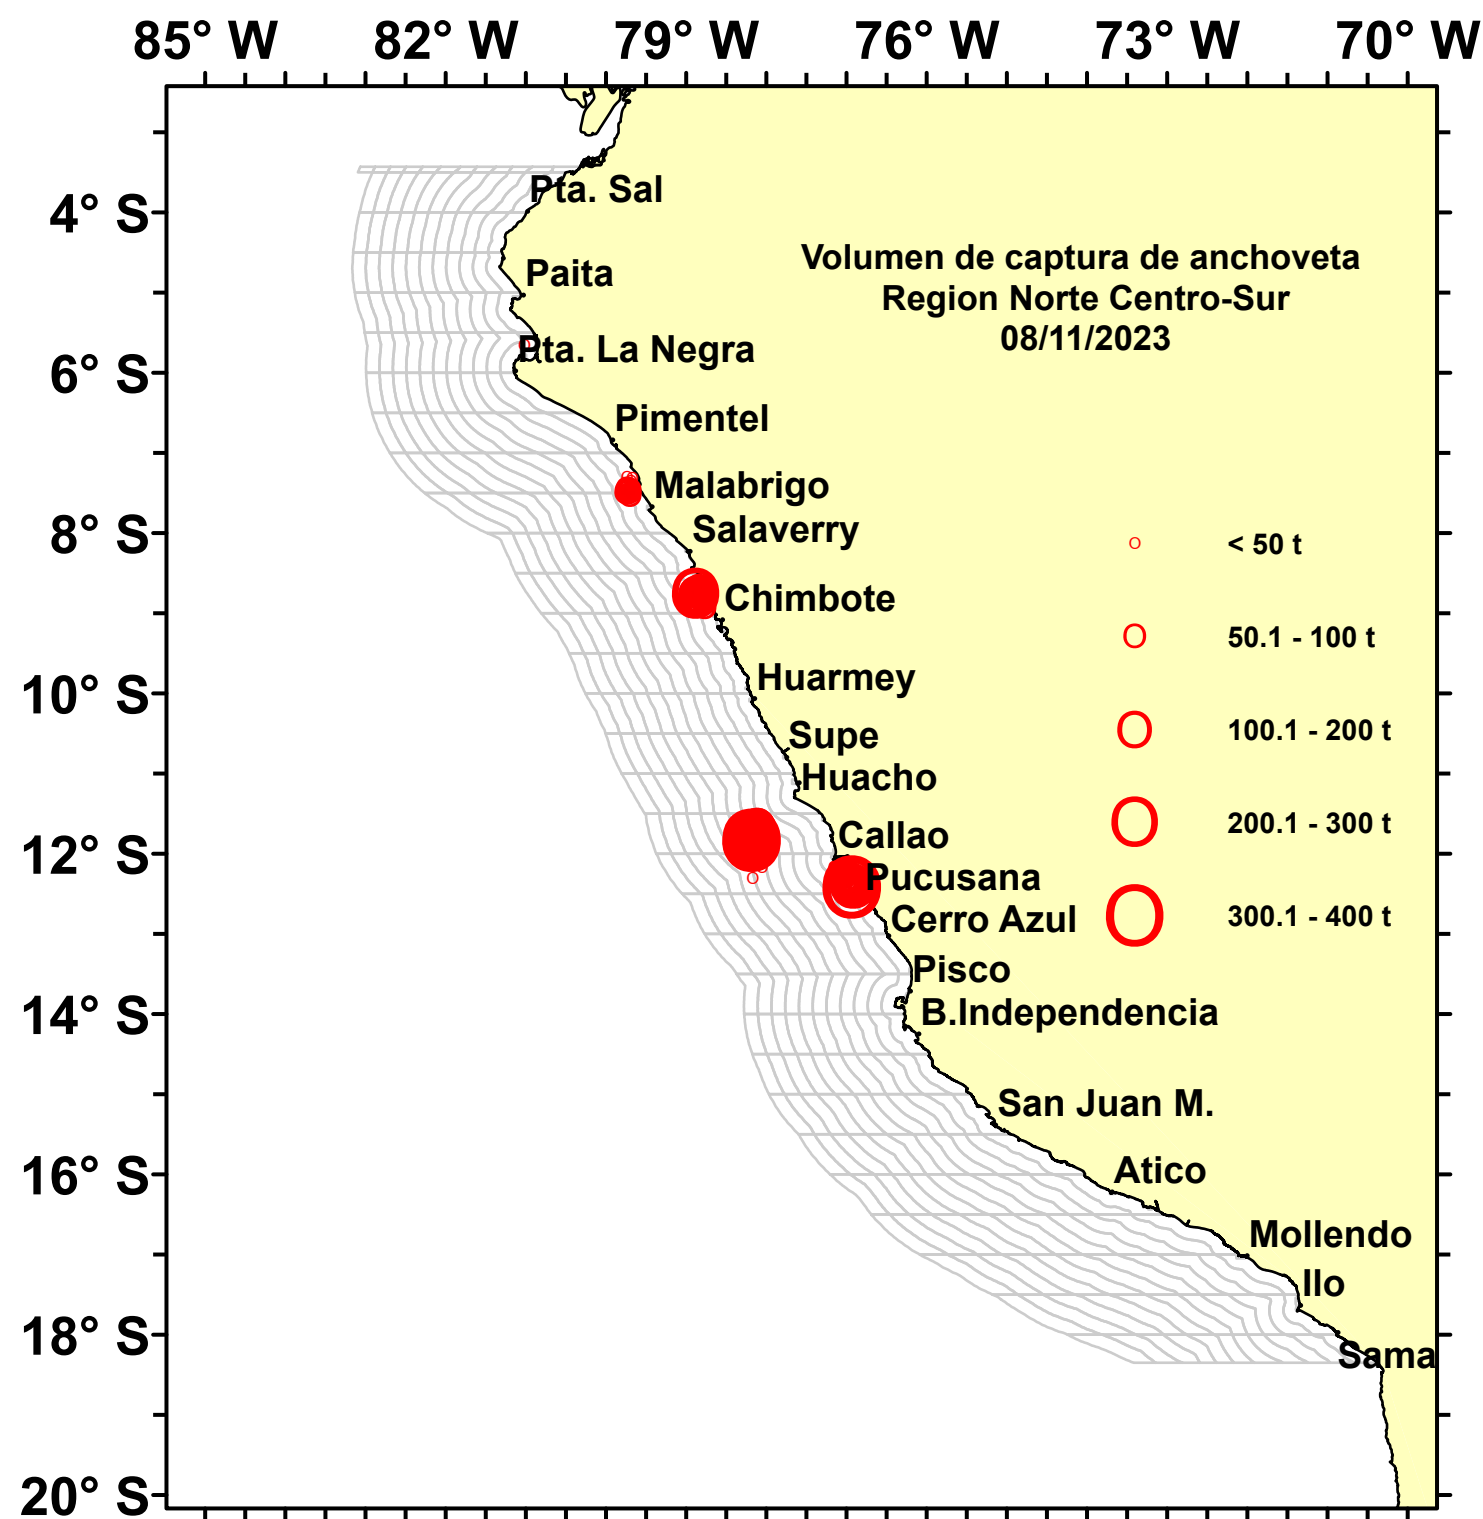 85° W 82° W 79° W 76° W 73° W 70° W
4° S
6° S
8° S
10° S
12° S
14° S
16° S
18° S
20° S
Volumen de captura de anchoveta
Region Norte Centro-Sur
08/11/2023
Pta. Sal
Paita
Pta. La Negra
Pimentel
Malabrigo
Salaverry
Chimbote
Huarmey
Supe
Huacho
Callao
Pucusana
Cerro Azul
Pisco
B.Independencia
San Juan M.
Atico
Mollendo
Ilo
Sama
< 50 t
50.1 - 100 t
100.1 - 200 t
200.1 - 300 t
300.1 - 400 t